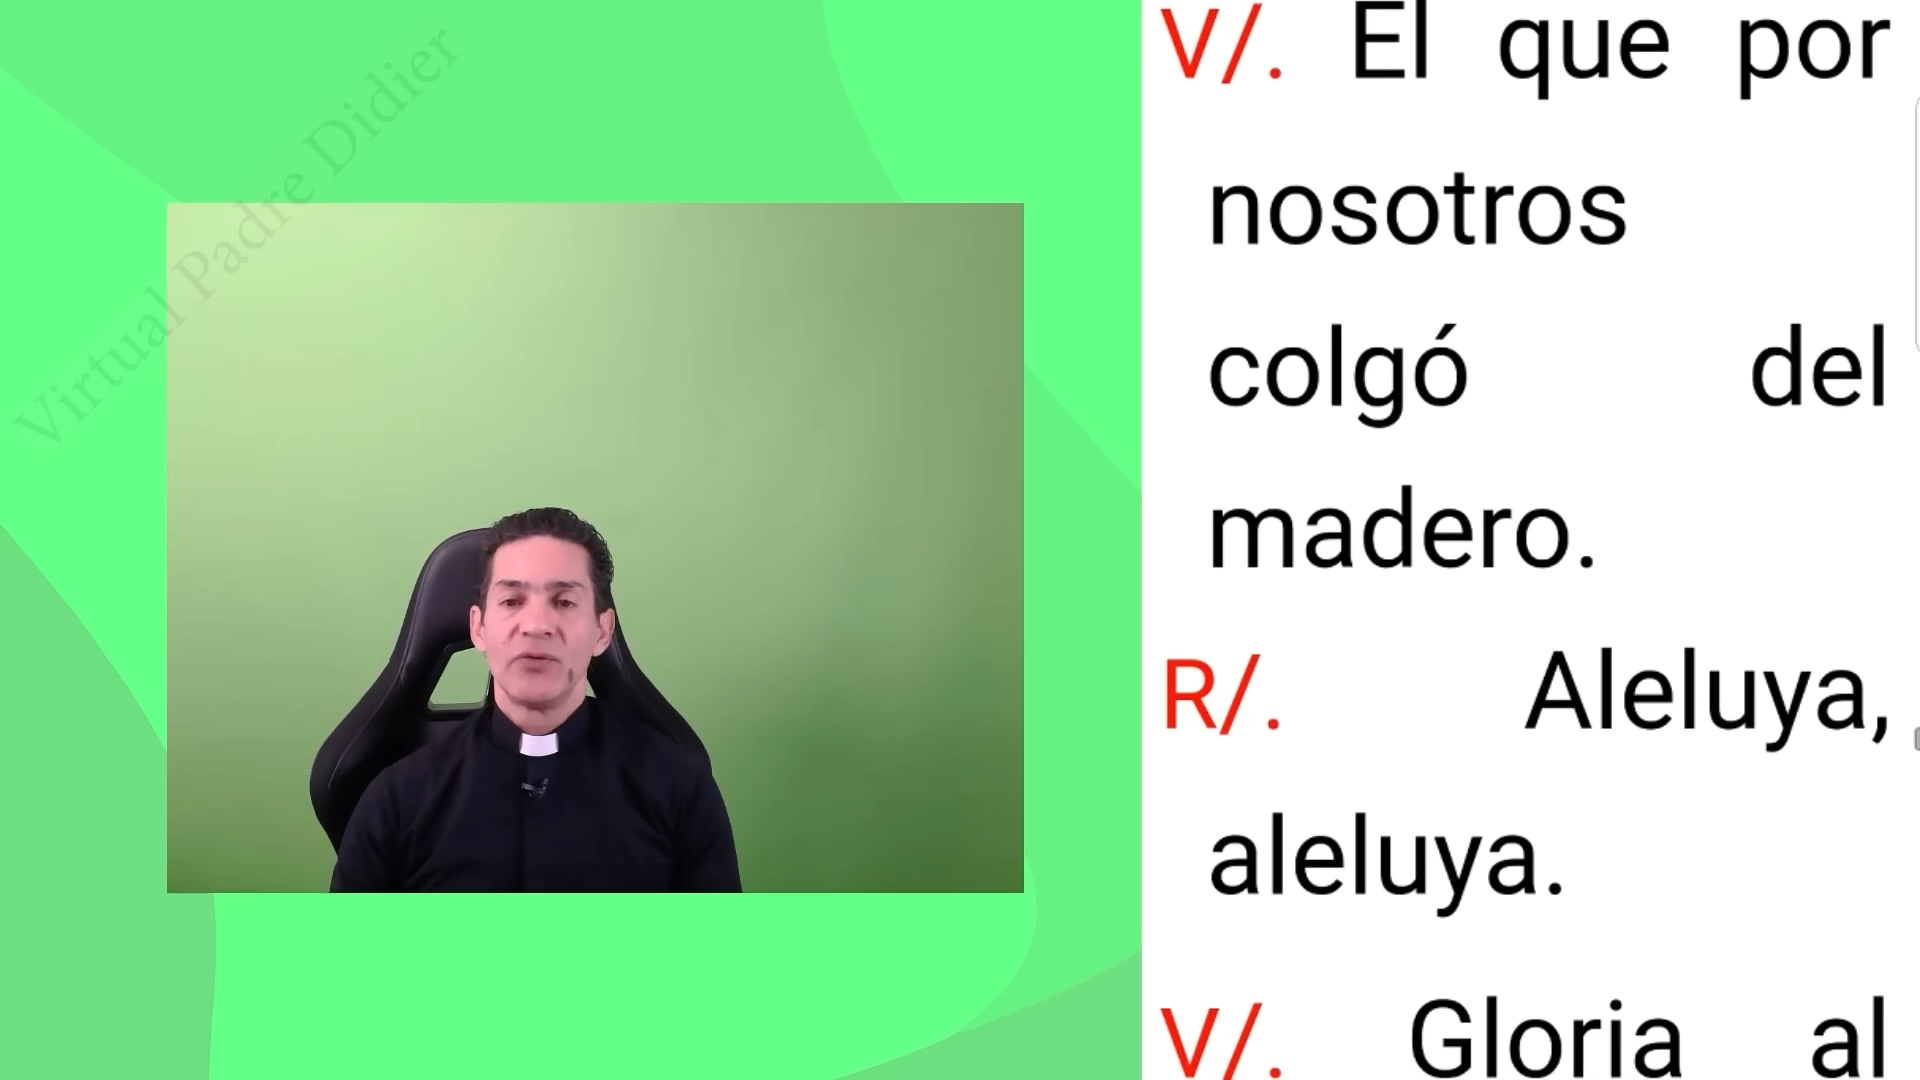 Virtual Padre Didier
V/. El que por
nosotros
colgó del
madero.
R/. Aleluya,
aleluya.
V/. Gloria al